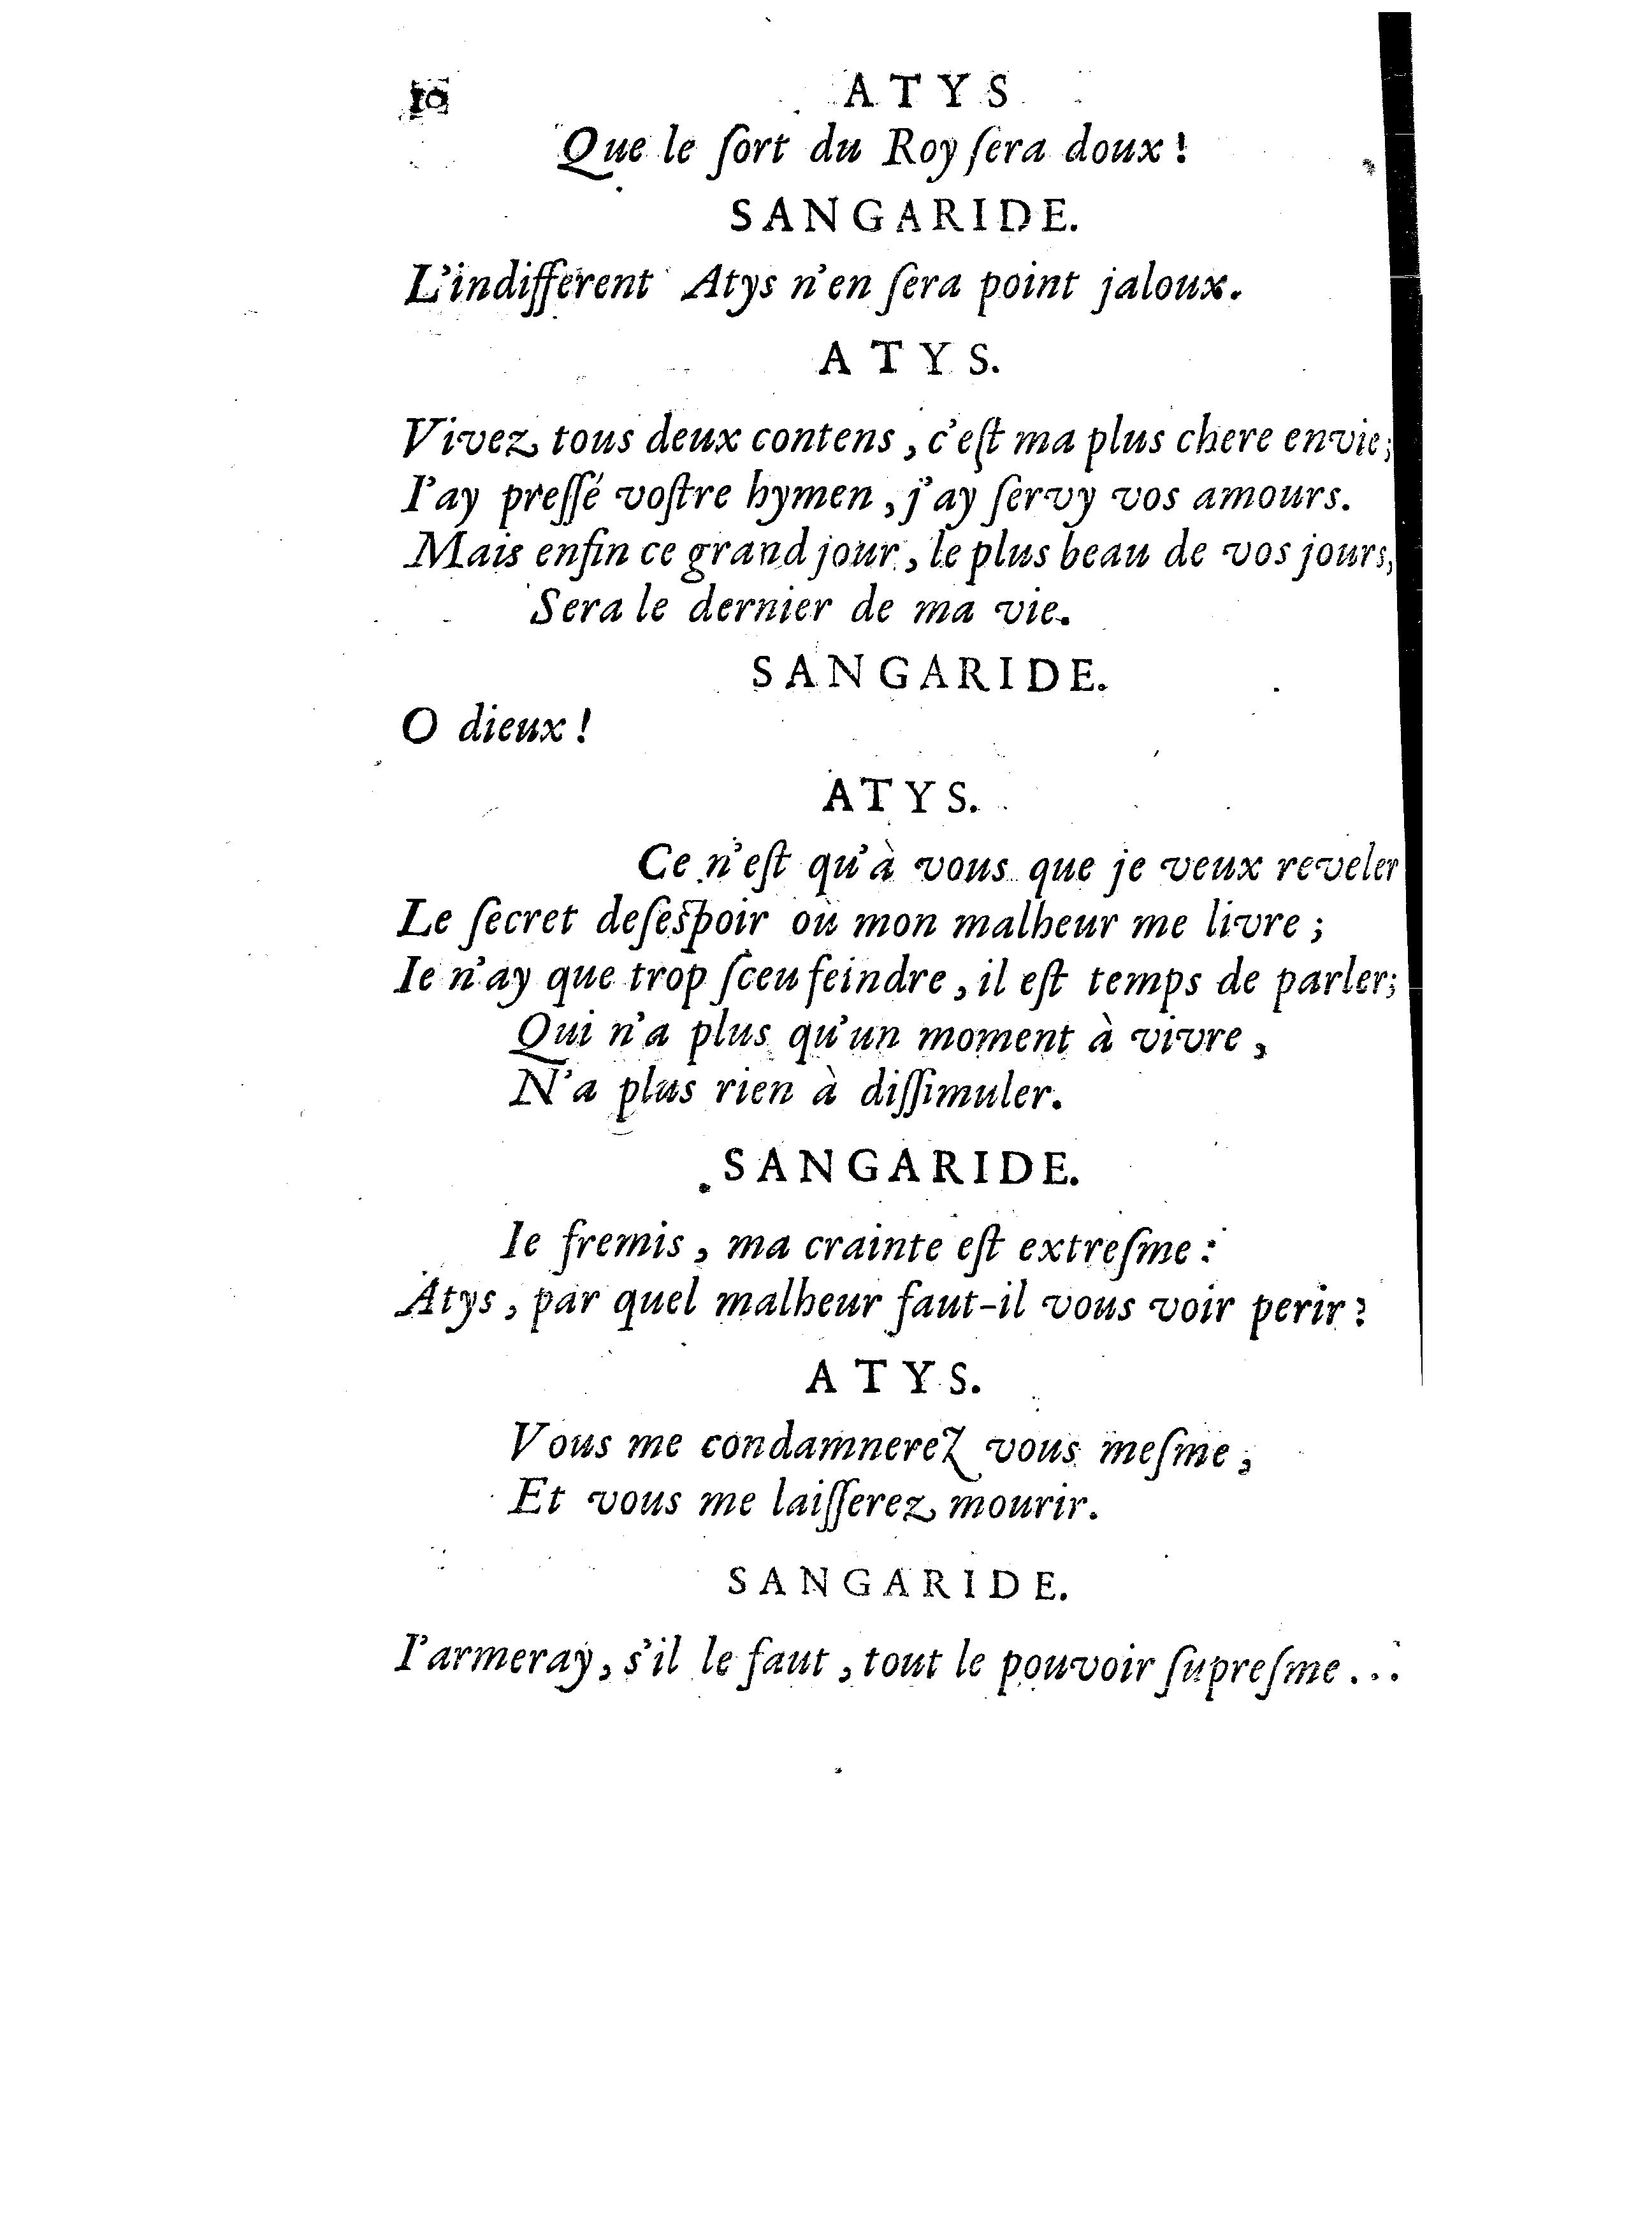 10 ATYS
Que le ſort du Roy ſera doux!
SANGARIDE.
L'indifferent Atys n'en ſera point jaloux.
ATYS.
Vivez tous deux contens, c'eſt ma plus chere envie;
I'ay preſſé voſtre hymen, j'ay ſervy vos amours.
Mais enfin ce grand jour, le plus beau de vos jours,
Sera le dernier de ma vie.
SANGARIDE.
O dieux!
ATYS.
Ce n'eſt qu'à vous que je veux reveler
Le ſecret deſeſpoir où mon malheur me livre;
Ie n'ay que trop ſceu feindre, il eſt temps de parler;
Qui n'a plus qu'un moment à vivre,
N'a plus rien à diſſimuler.
SANGARIDE.
Ie fremis, ma crainte eſt extreſme:
Atys, par quel malheur faut-il vous voir perir?
ATYS.
Vous me condamnerez vous meſme,
Et vous me laiſſerez mourir.
SANGARIDE.
I'armeray, s'il le faut, tout le pouvoir ſupreſme...